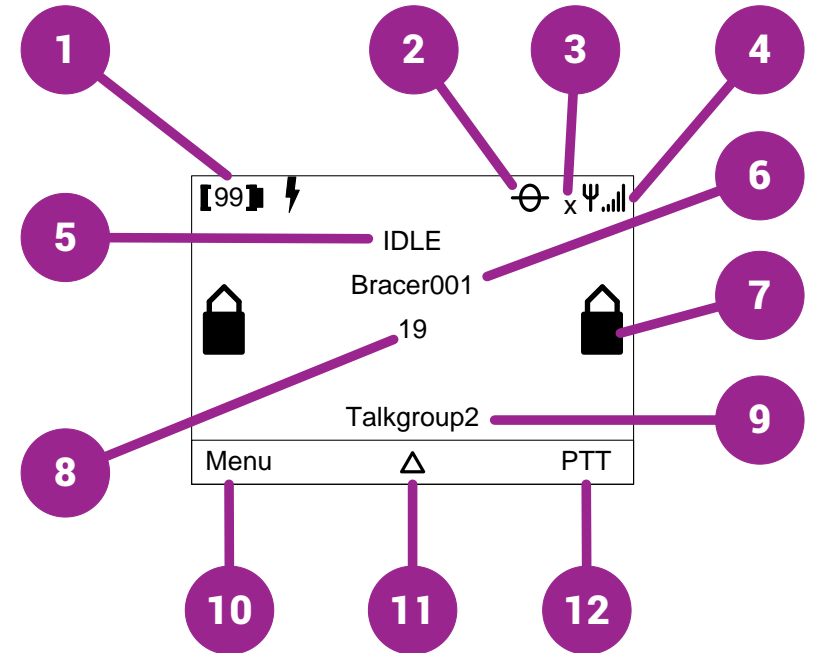 1 2 3 4
[99] x
5 IDLE 6
Bracer001
19 7
Talkgroup2 9
8 Menu PTT
10 11 12